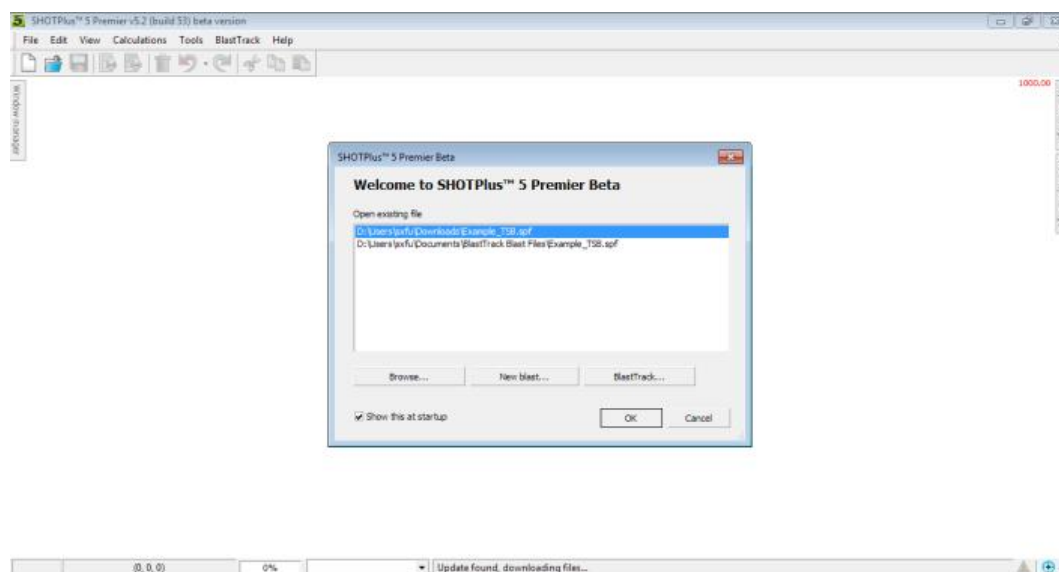 SHOTPlus™ 5 Premier v5.2 (build 53) beta version
File Edit View Calculations Tools BlastTrack Help
1000.00
Window manager
SHOTPlus™ 5 Premier Beta
Welcome to SHOTPlus™ 5 Premier Beta
Open existing file
D:\Users\pxfu\Downloads\Example_TSB.spf
D:\Users\pxfu\Documents\BlastTrack Blast Files\Example_TSB.spf
Browse... New blast... BlastTrack...
Show this at startup OK Cancel
(0, 0, 0) 0% Update found, downloading files...